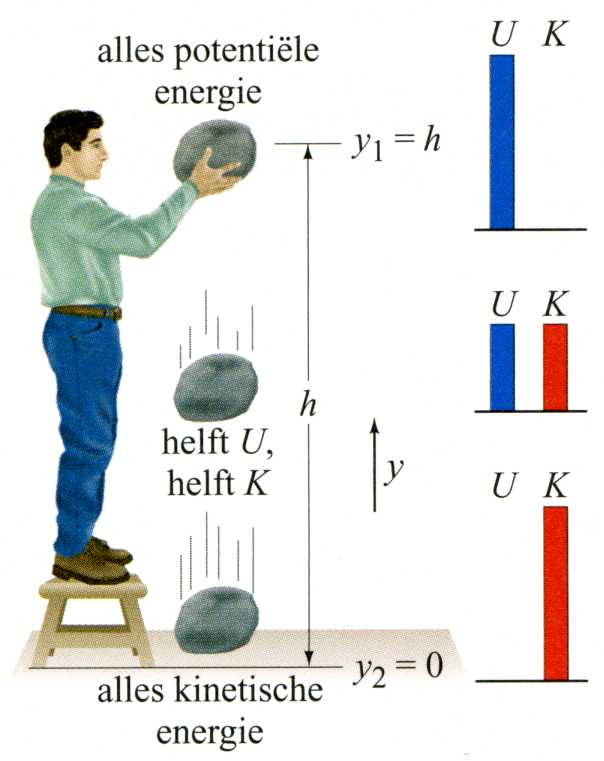 alles potentiële
energie
y₁ = h
U K
U K
h
helft U,
helft K
y
U K
y₂ = 0
alles kinetische
energie